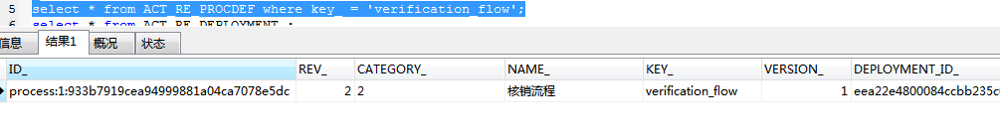 5 select * from ACT_RE_PROCDEF where key_ = 'verification_flow';
6 select * from ACT_RE_DEPLOYMENT ;
信息 结果1 概况 状态
ID_ REV_ CATEGORY_ NAME_ KEY_ VERSION_ DEPLOYMENT_ID_
process:1:933b7919cea94999881a04ca7078e5dc 2 2 核销流程 verification_flow 1 eea22e4800084ccbb235c